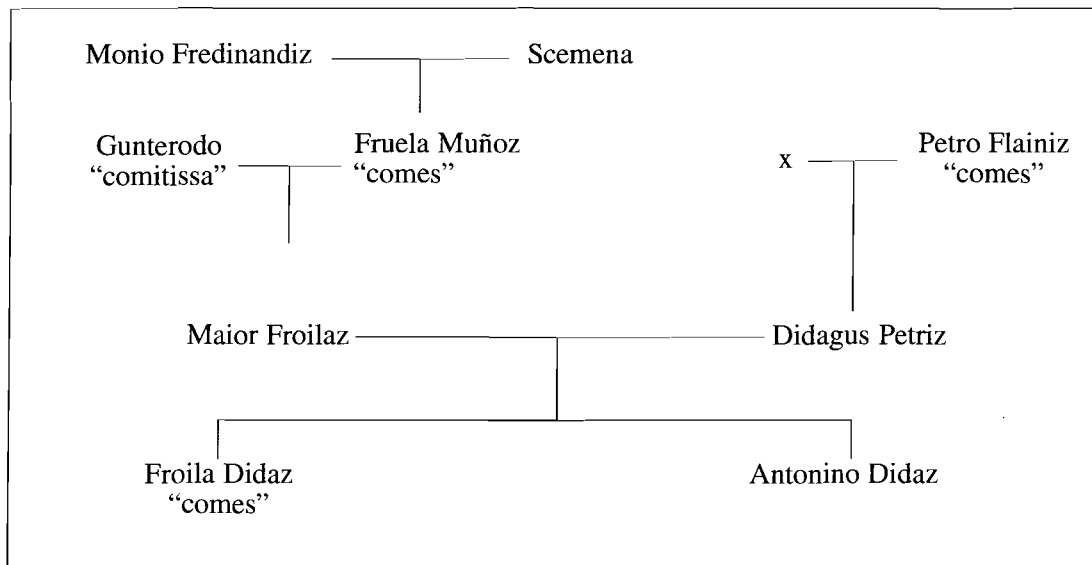 Monio Fredinandiz
Scemena
Gunterodo
“comitissa”
Fruela Muñoz
“comes”
x
Petro Flainiz
“comes”
Maior Froilaz
Didagus Petriz
Froila Didaz
“comes”
Antonino Didaz